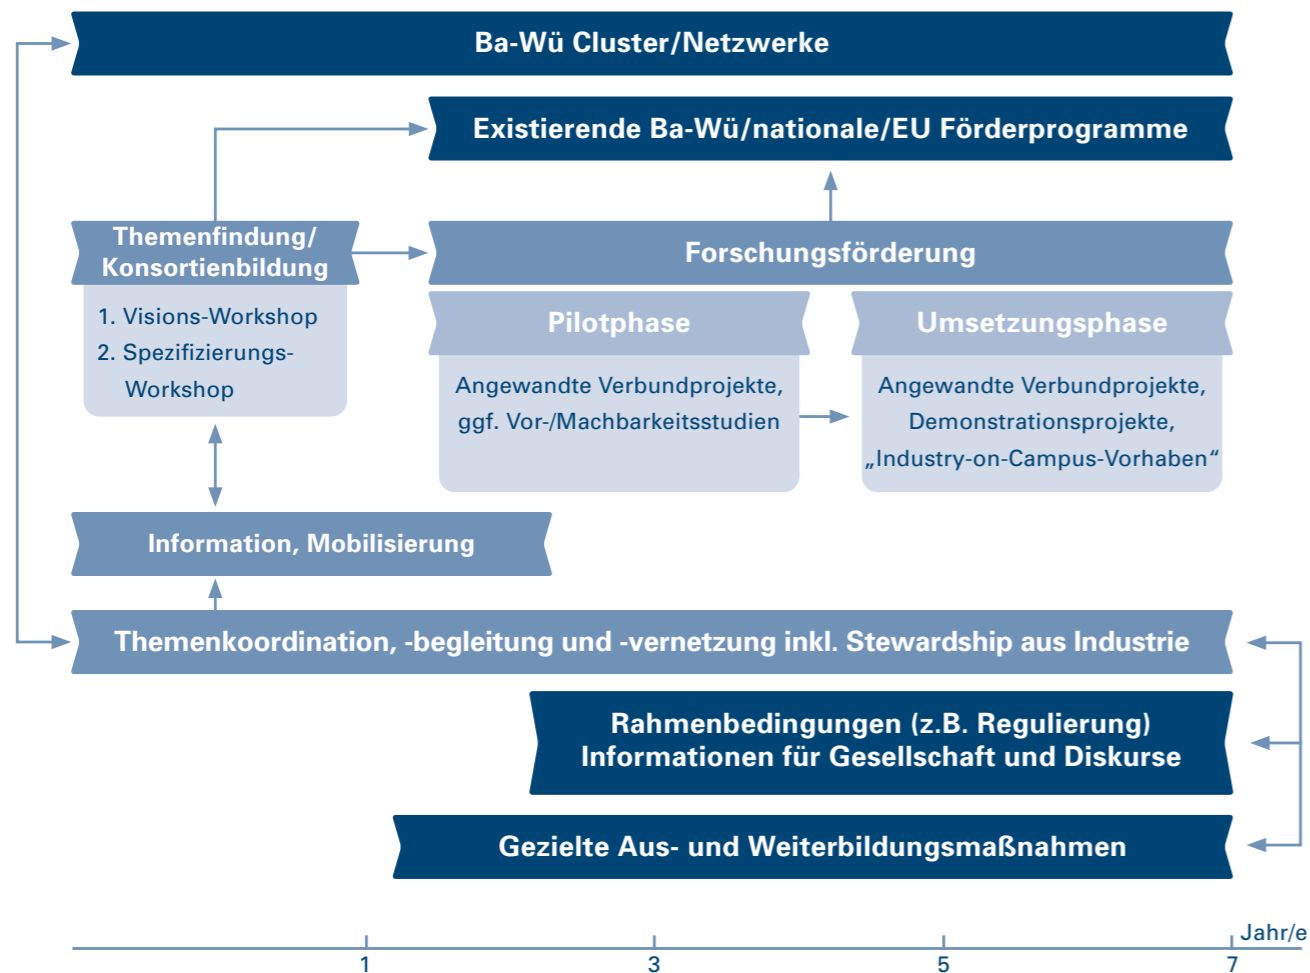 Ba-Wü Cluster/Netzwerke
Existierende Ba-Wü/nationale/EU Förderprogramme
Themenfindung/
Konsortienbildung
1. Visions-Workshop
2. Spezifizierungs-
Workshop
Forschungsförderung
Pilotphase
Angewandte Verbundprojekte,
ggf. Vor-/Machbarkeitsstudien
Umsetzungsphase
Angewandte Verbundprojekte,
Demonstrationsprojekte,
„Industry-on-Campus-Vorhaben“
Information, Mobilisierung
Themenkoordination, -begleitung und -vernetzung inkl. Stewardship aus Industrie
Rahmenbedingungen (z.B. Regulierung)
Informationen für Gesellschaft und Diskurse
Gezielte Aus- und Weiterbildungsmaßnahmen
Jahr/e
1 3 5 7